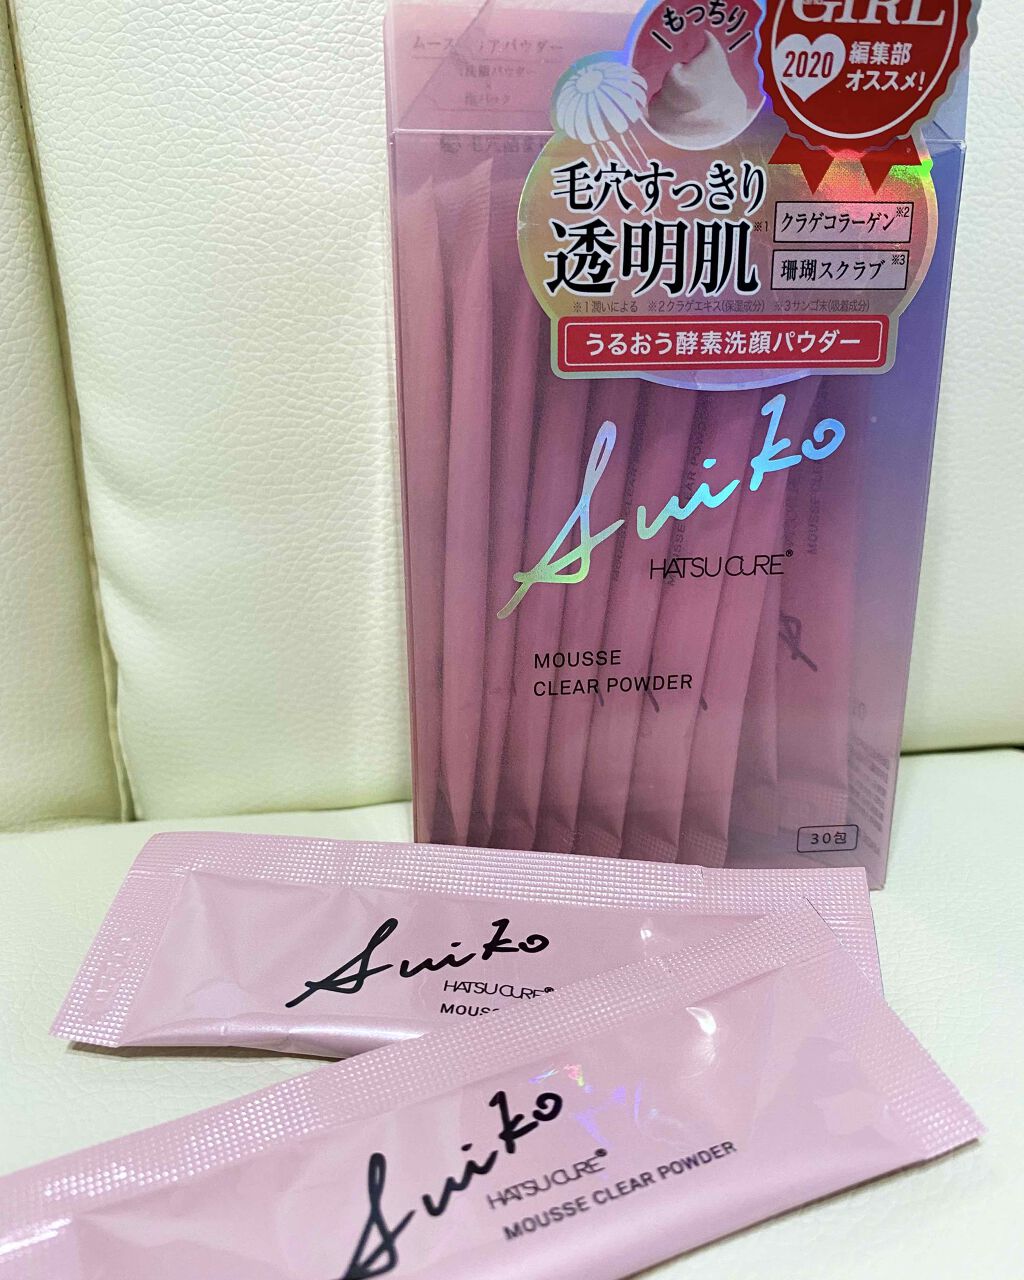 GIRL
2020
編集部
オススメ!
\もっちり/
毛穴すっきり
透明肌※1
クラゲコラーゲン※2
珊瑚スクラブ※3
※1潤いによる ※2クラゲエキス(保湿成分) ※3サンゴ末(吸着成分)
うるおう酵素洗顔パウダー
Suiko
HATSU CURE®
MOUSSE
CLEAR POWDER
30包
Suiko
HATSU CURE®
MOUS
Suiko
HATSU CURE®
MOUSSE CLEAR POWDER